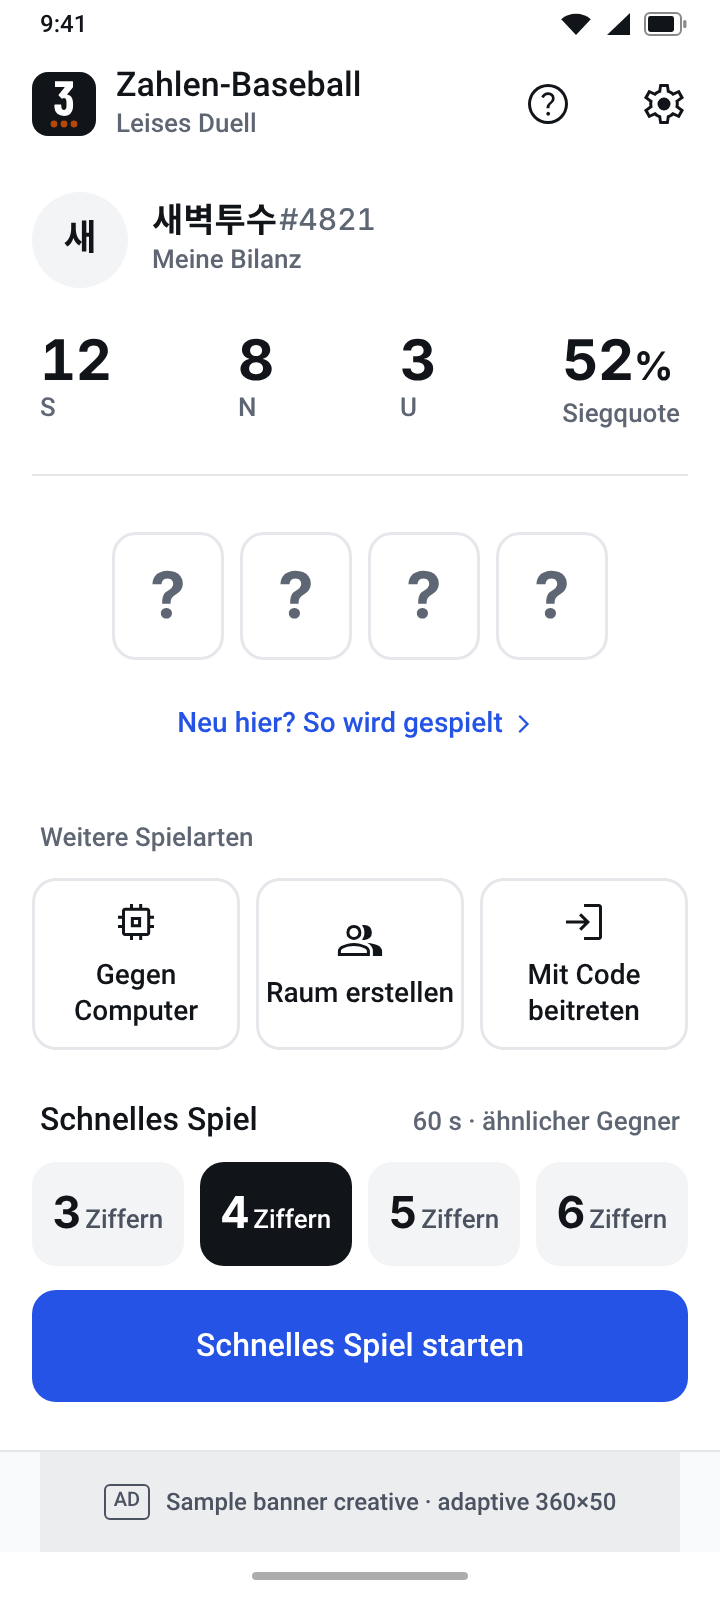 9:41
3
Zahlen-Baseball
Leises Duell
?
새
새벽투수#4821
Meine Bilanz
12 8 3 52%
S N U Siegquote
? ? ? ?
Neu hier? So wird gespielt
Weitere Spielarten
Gegen Computer
Raum erstellen
Mit Code beitreten
Schnelles Spiel
60 s · ähnlicher Gegner
3 Ziffern
4 Ziffern
5 Ziffern
6 Ziffern
Schnelles Spiel starten
AD Sample banner creative · adaptive 360×50